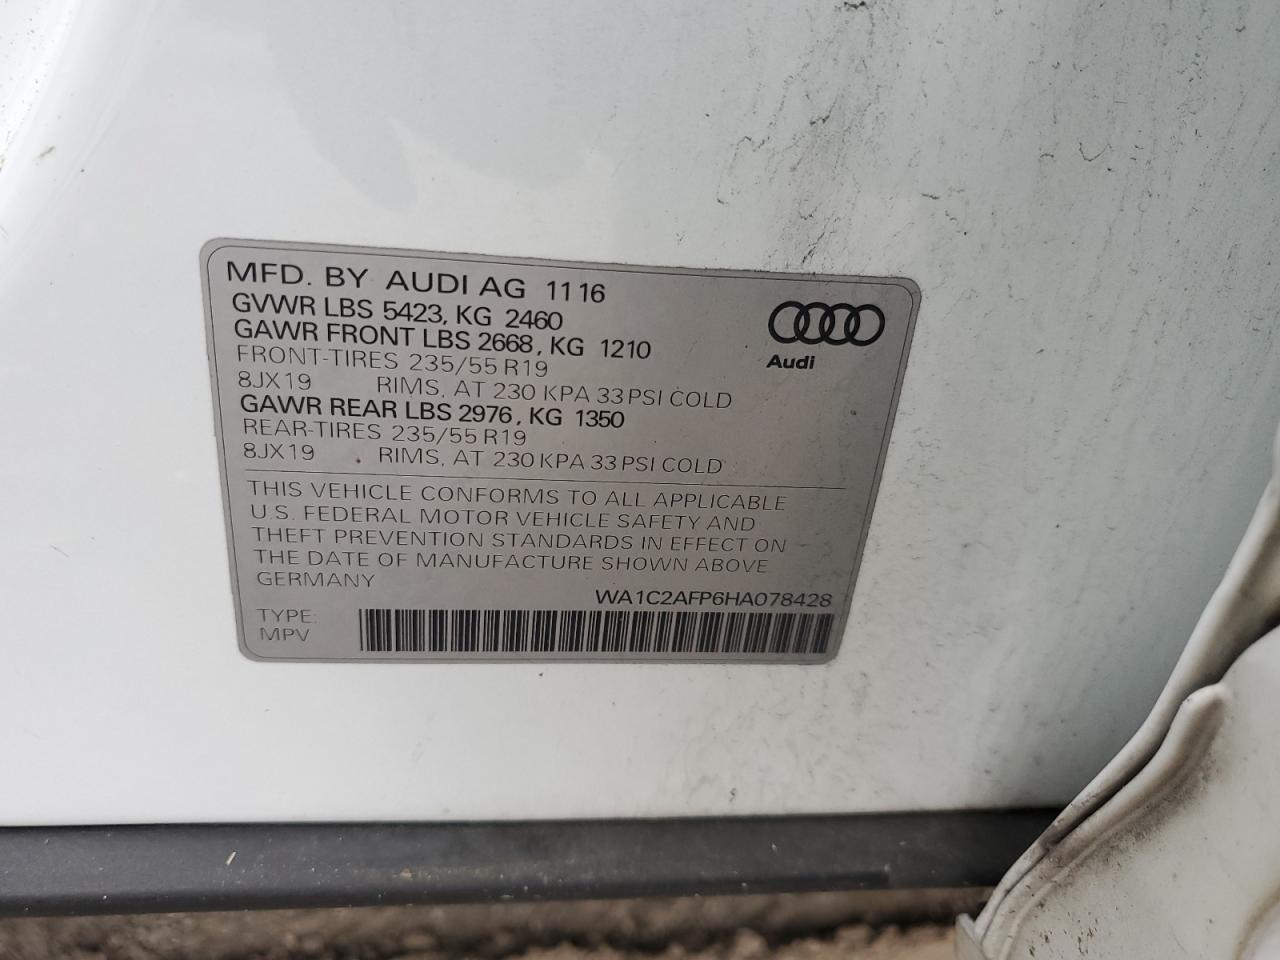 MFD. BY AUDI AG 11 16
GVWR LBS 5423, KG 2460
GAWR FRONT LBS 2668, KG 1210
FRONT-TIRES 235/55 R19
8JX19 RIMS, AT 230 KPA 33 PSI COLD
GAWR REAR LBS 2976, KG 1350
REAR-TIRES 235/55 R19
8JX19 RIMS, AT 230 KPA 33 PSI COLD
Audi
THIS VEHICLE CONFORMS TO ALL APPLICABLE
U.S. FEDERAL MOTOR VEHICLE SAFETY AND
THEFT PREVENTION STANDARDS IN EFFECT ON
THE DATE OF MANUFACTURE SHOWN ABOVE
GERMANY
WA1C2AFP6HA078428
TYPE:
MPV